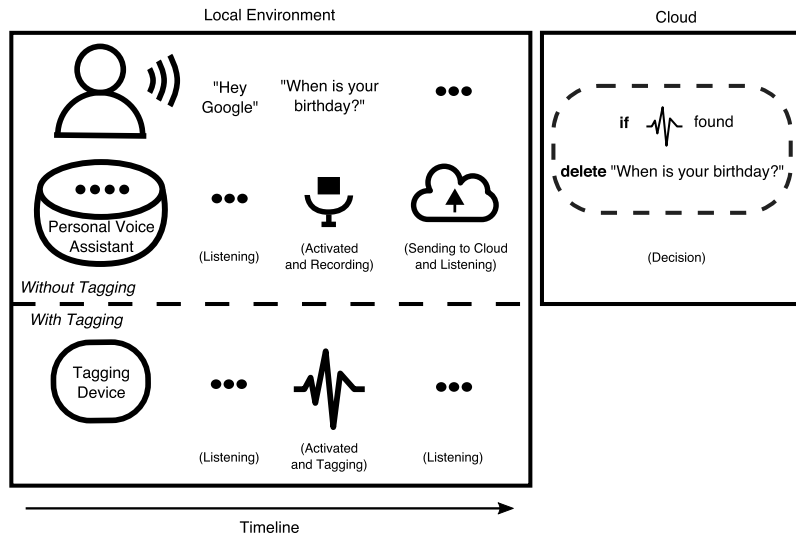 Local Environment
Cloud
"Hey
Google"
"When is your
birthday?"
if found
delete "When is your birthday?"
(Decision)
Personal Voice
Assistant
(Listening)
(Activated
and Recording)
(Sending to Cloud
and Listening)
Without Tagging
With Tagging
Tagging
Device
(Listening)
(Activated
and Tagging)
(Listening)
Timeline